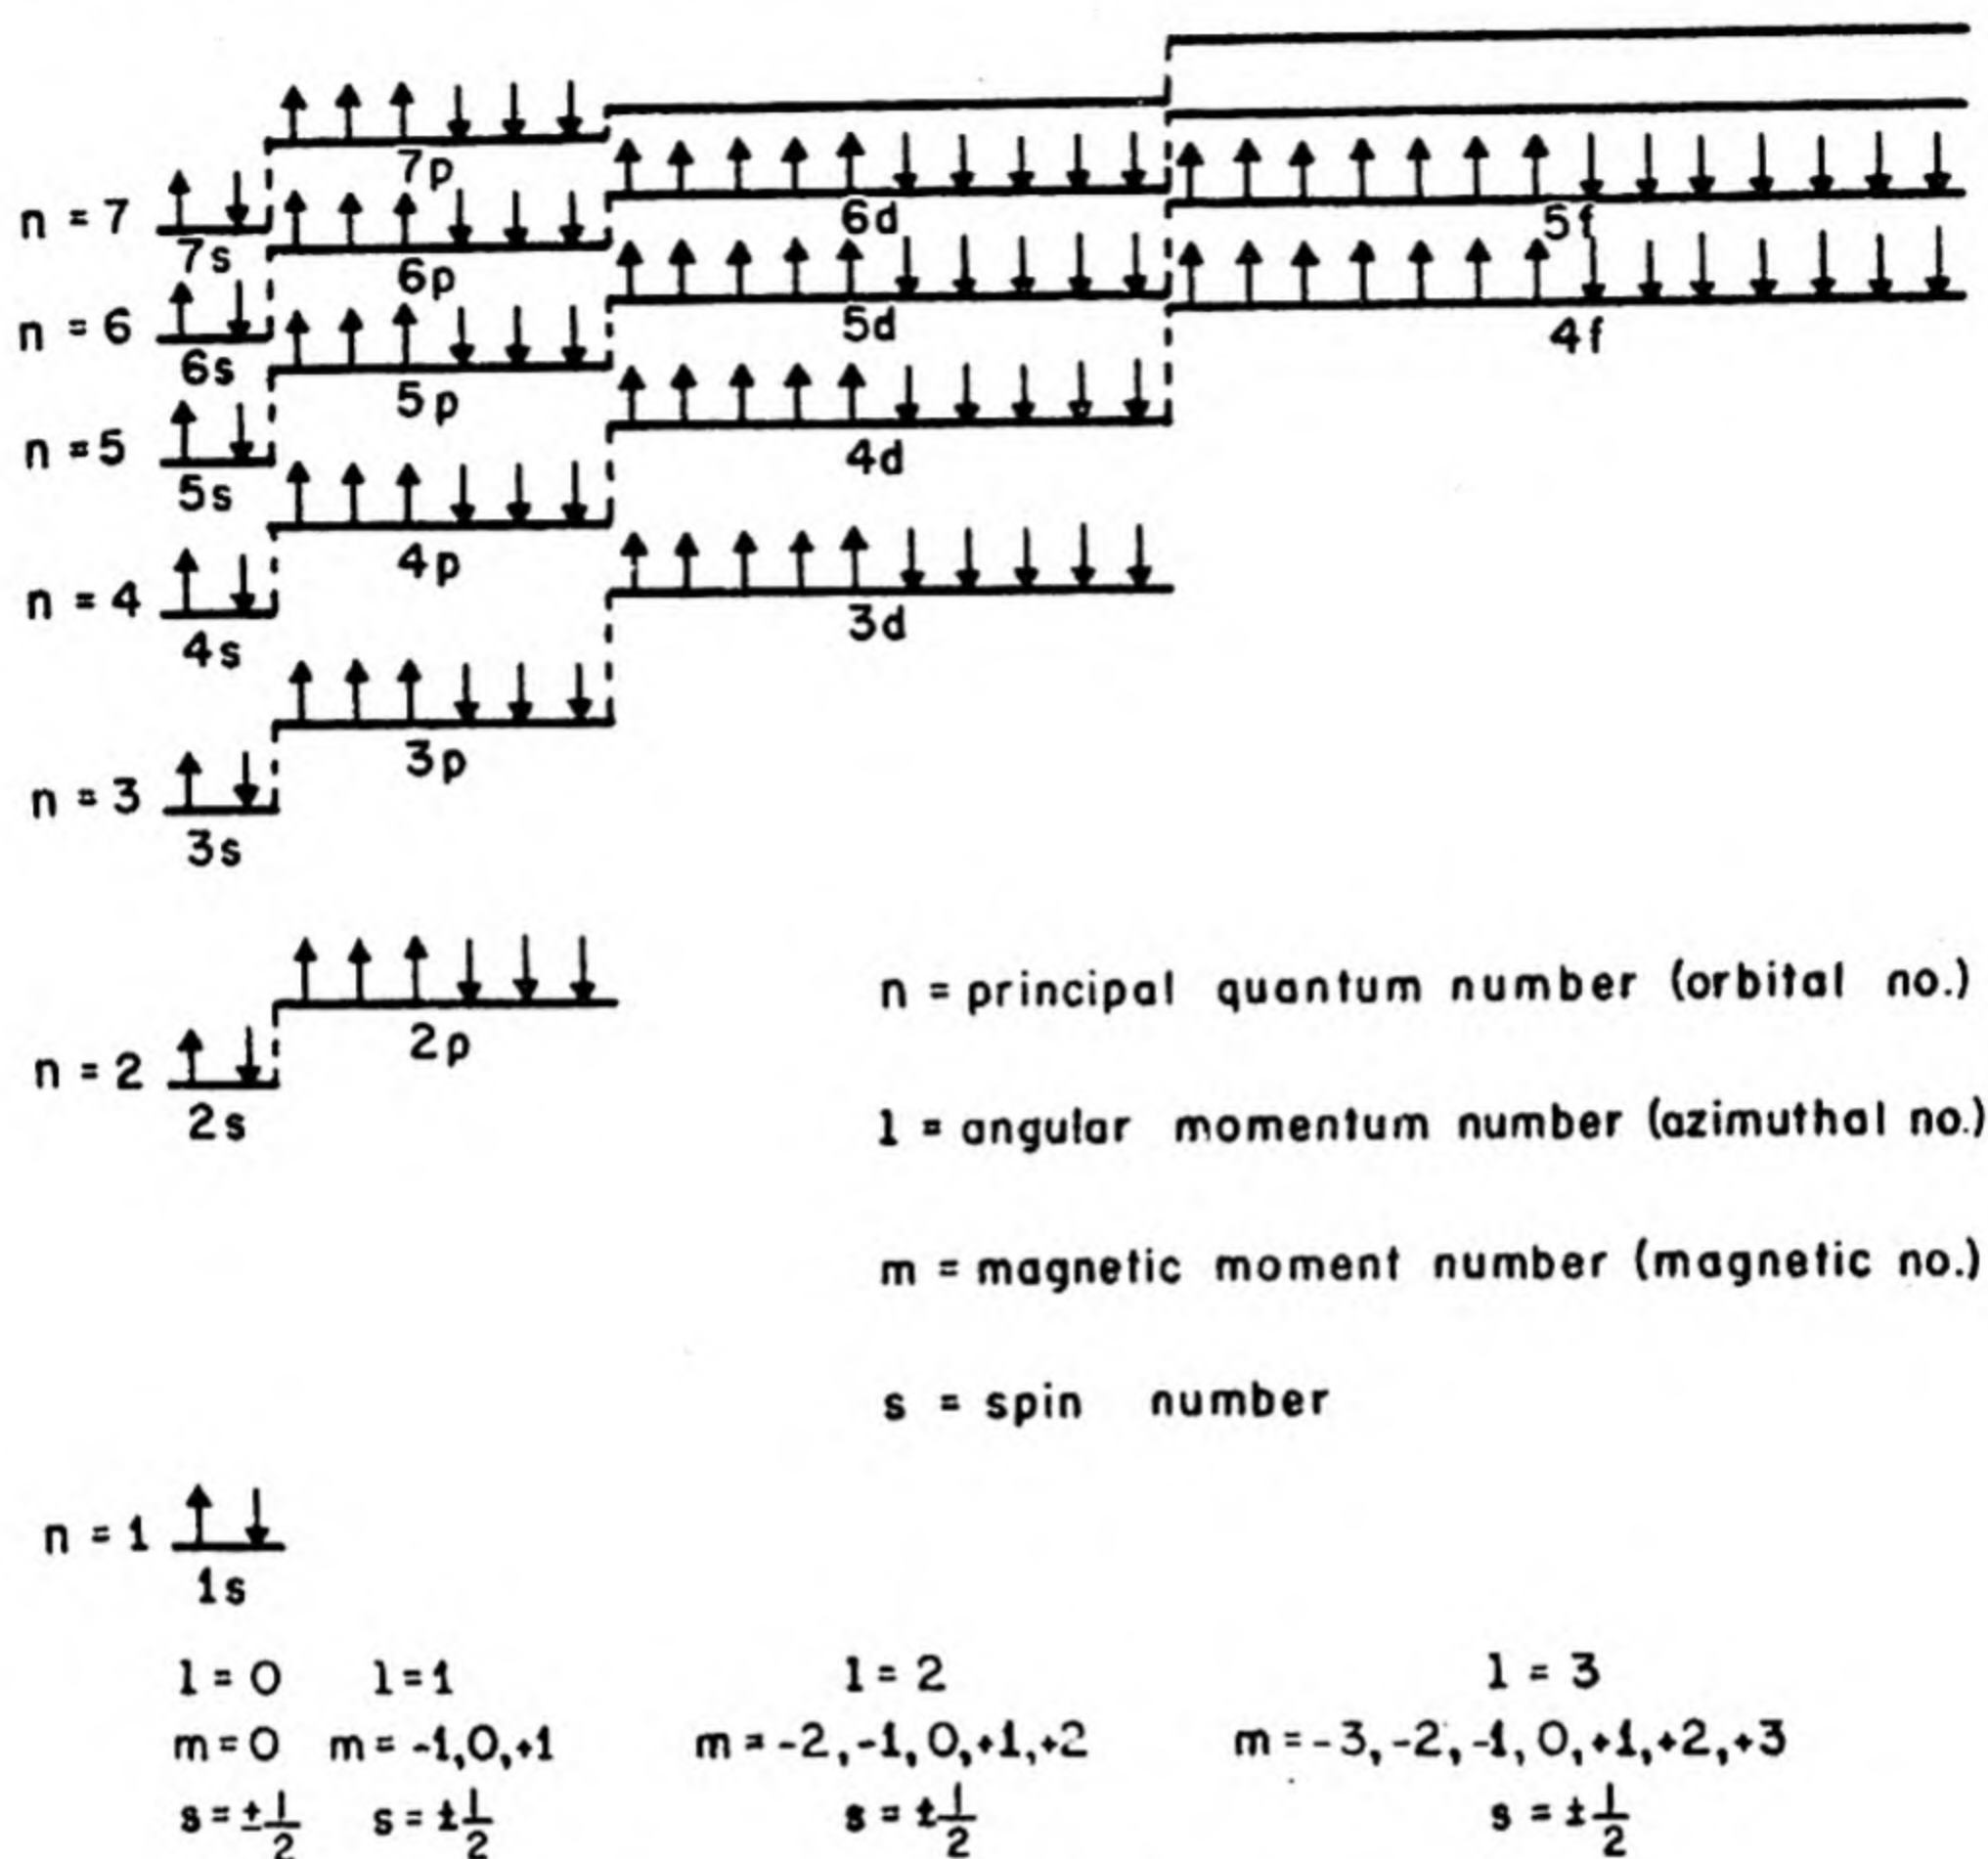 7p
n = 7
7s
6d
5f
6p
n = 6
6s
5d
4f
5p
n = 5
5s
4d
4p
n = 4
4s
3d
3p
n = 3
3s
2p
n = 2
2s
n = principal quantum number (orbital no.)
l = angular momentum number (azimuthal no.)
m = magnetic moment number (magnetic no.)
s = spin number
n = 1
1s
l = 0 l = 1 l = 2 l = 3
m = 0 m = -1,0,+1 m = -2,-1,0,+1,+2 m = -3,-2,-1,0,+1,+2,+3
s = ±1/2 s = ±1/2 s = ±1/2 s = ±1/2